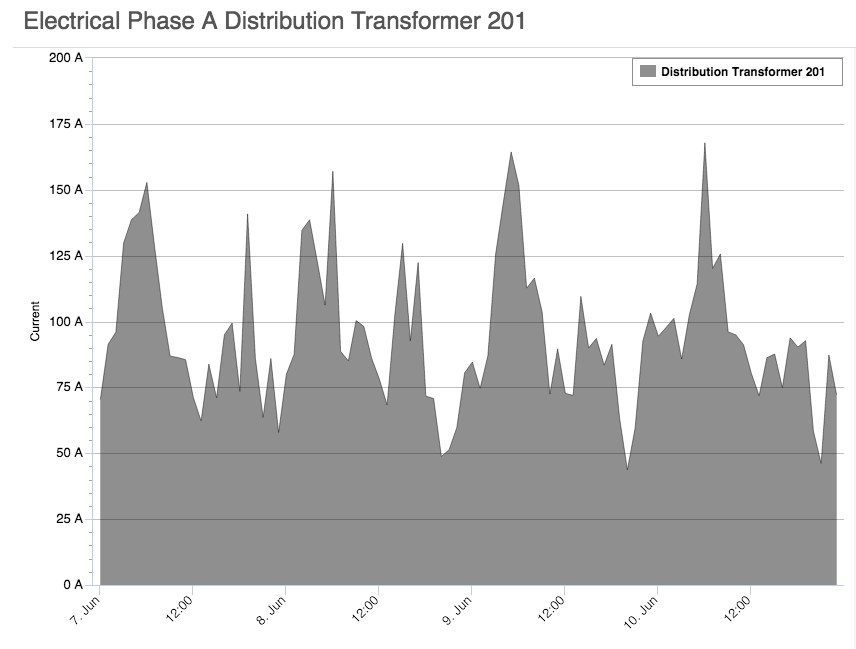 Electrical Phase A Distribution Transformer 201
200 A
Distribution Transformer 201
175 A
150 A
125 A
Current
100 A
75 A
50 A
25 A
0 A
7. Jun
12:00
8. Jun
12:00
9. Jun
12:00
10. Jun
12:00